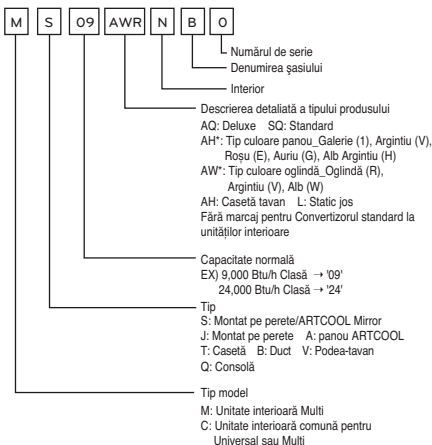 M S 09 AWR N B 0
Numărul de serie
Denumirea şasiului
Interior
Descrierea detaliată a tipului produsului
AQ: Deluxe SQ: Standard
AH*: Tip culoare panou_Galerie (1), Argintiu (V),
Roşu (E), Auriu (G), Alb Argintiu (H)
AW*: Tip culoare oglindă_Oglindă (R),
Argintiu (V), Alb (W)
AH: Casetă tavan L: Static jos
Fără marcaj pentru Convertizorul standard la
unităţilor interioare
Capacitate normală
EX) 9,000 Btu/h Clasă → '09'
24,000 Btu/h Clasă → '24'
Tip
S: Montat pe perete/ARTCOOL Mirror
J: Montat pe perete A: panou ARTCOOL
T: Casetă B: Duct V: Podea-tavan
Q: Consolă
Tip model
M: Unitate interioară Multi
C: Unitate interioară comună pentru
Universal sau Multi